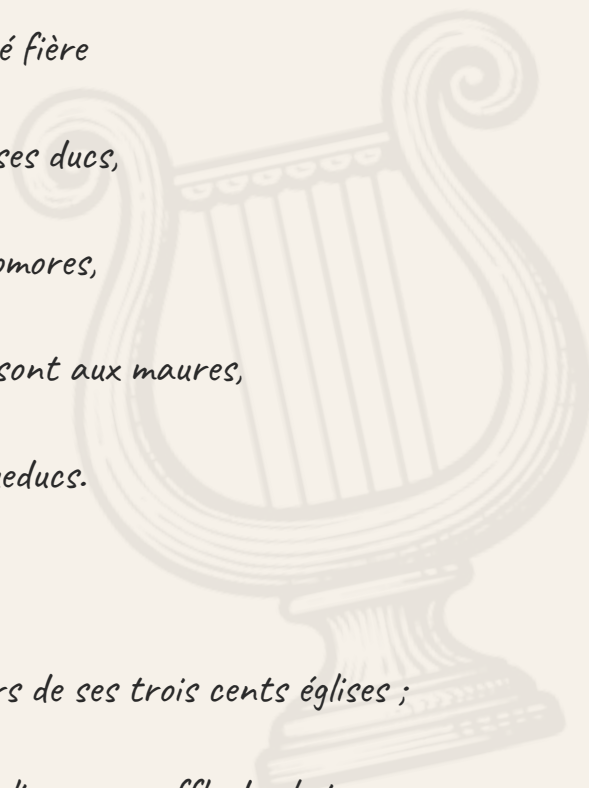 é fière
ses ducs,
omores,
sont aux maures,
educs.
rs de ses trois cents églises ;